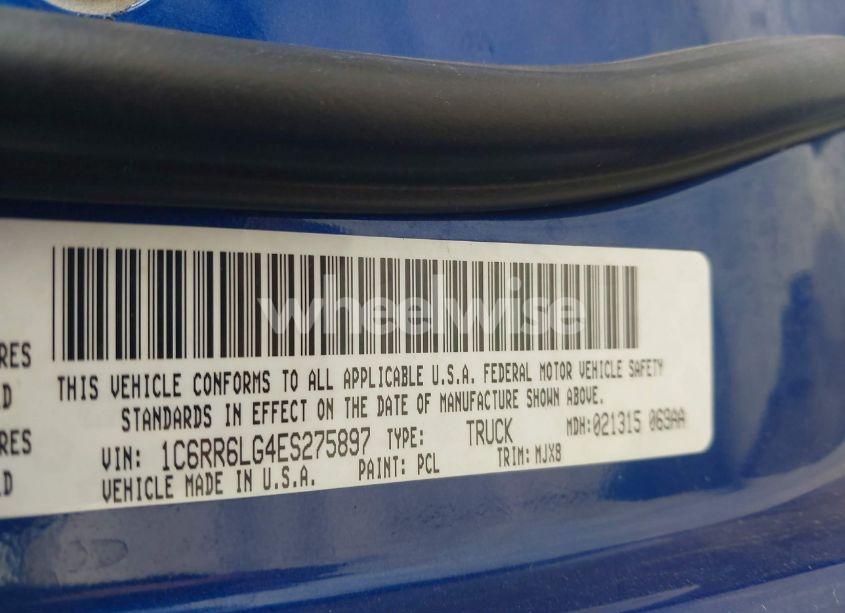 wheelwise
RES
D
RES
D
THIS VEHICLE CONFORMS TO ALL APPLICABLE U.S.A. FEDERAL MOTOR VEHICLE SAFETY
STANDARDS IN EFFECT ON THE DATE OF MANUFACTURE SHOWN ABOVE.
VIN: 1C6RR6LG4ES275897 TYPE: TRUCK MDH:021315 069AA
VEHICLE MADE IN U.S.A. PAINT: PCL TRIM: MJX8